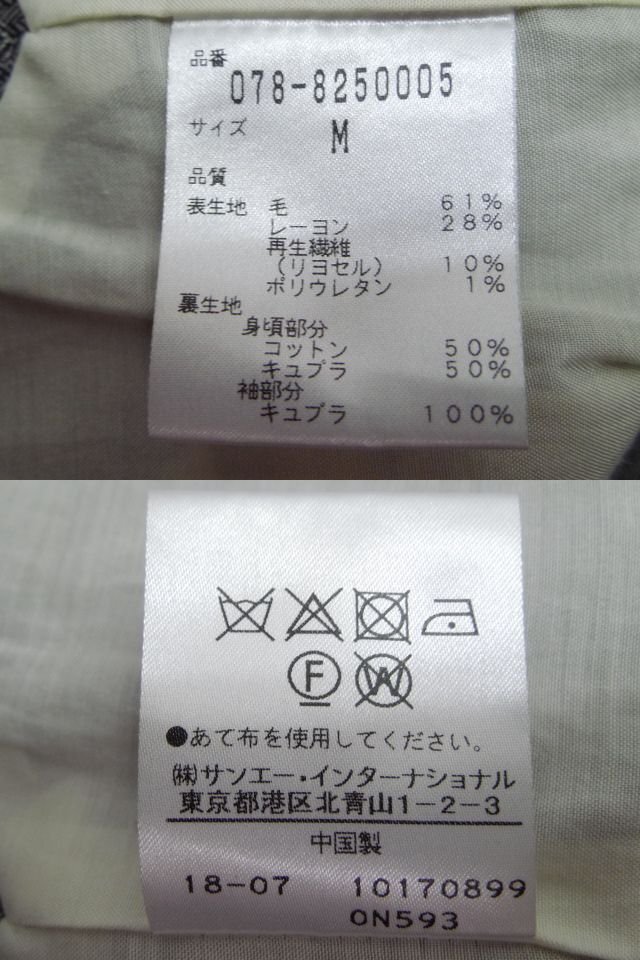 品番
078-8250005
サイズ M
品質
表生地 毛 61%
レーヨン 28%
再生繊維
(リヨセル) 10%
ポリウレタン 1%
裏生地
身頃部分
コットン 50%
キュプラ 50%
袖部分
キュプラ 100%
F W
●あて布を使用してください。
㈱サンエー・インターナショナル
東京都港区北青山1-2-3
中国製
18-07 10170899
0N593